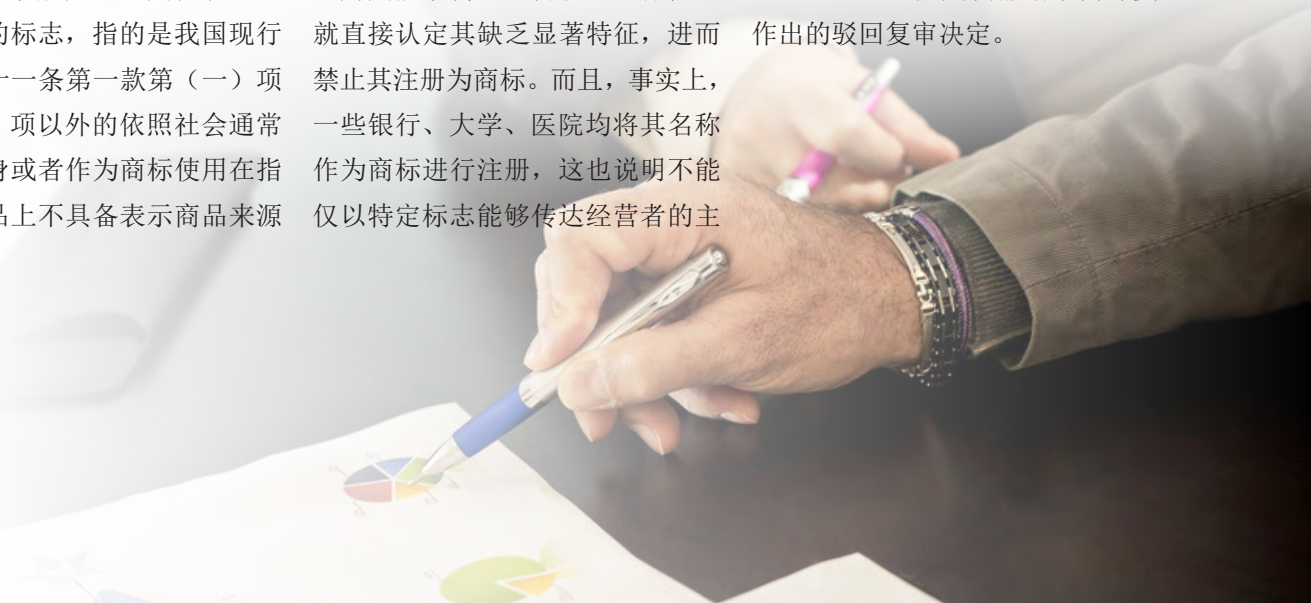 的标志，指的是我国现行
一条第一款第（一）项
项以外的依照社会通常
或者作为商标使用在指
品上不具备表示商品来源
就直接认定其缺乏显著特征，进而
禁止其注册为商标。而且，事实上，
一些银行、大学、医院均将其名称
作为商标进行注册，这也说明不能
仅以特定标志能够传达经营者的主
作出的驳回复审决定。